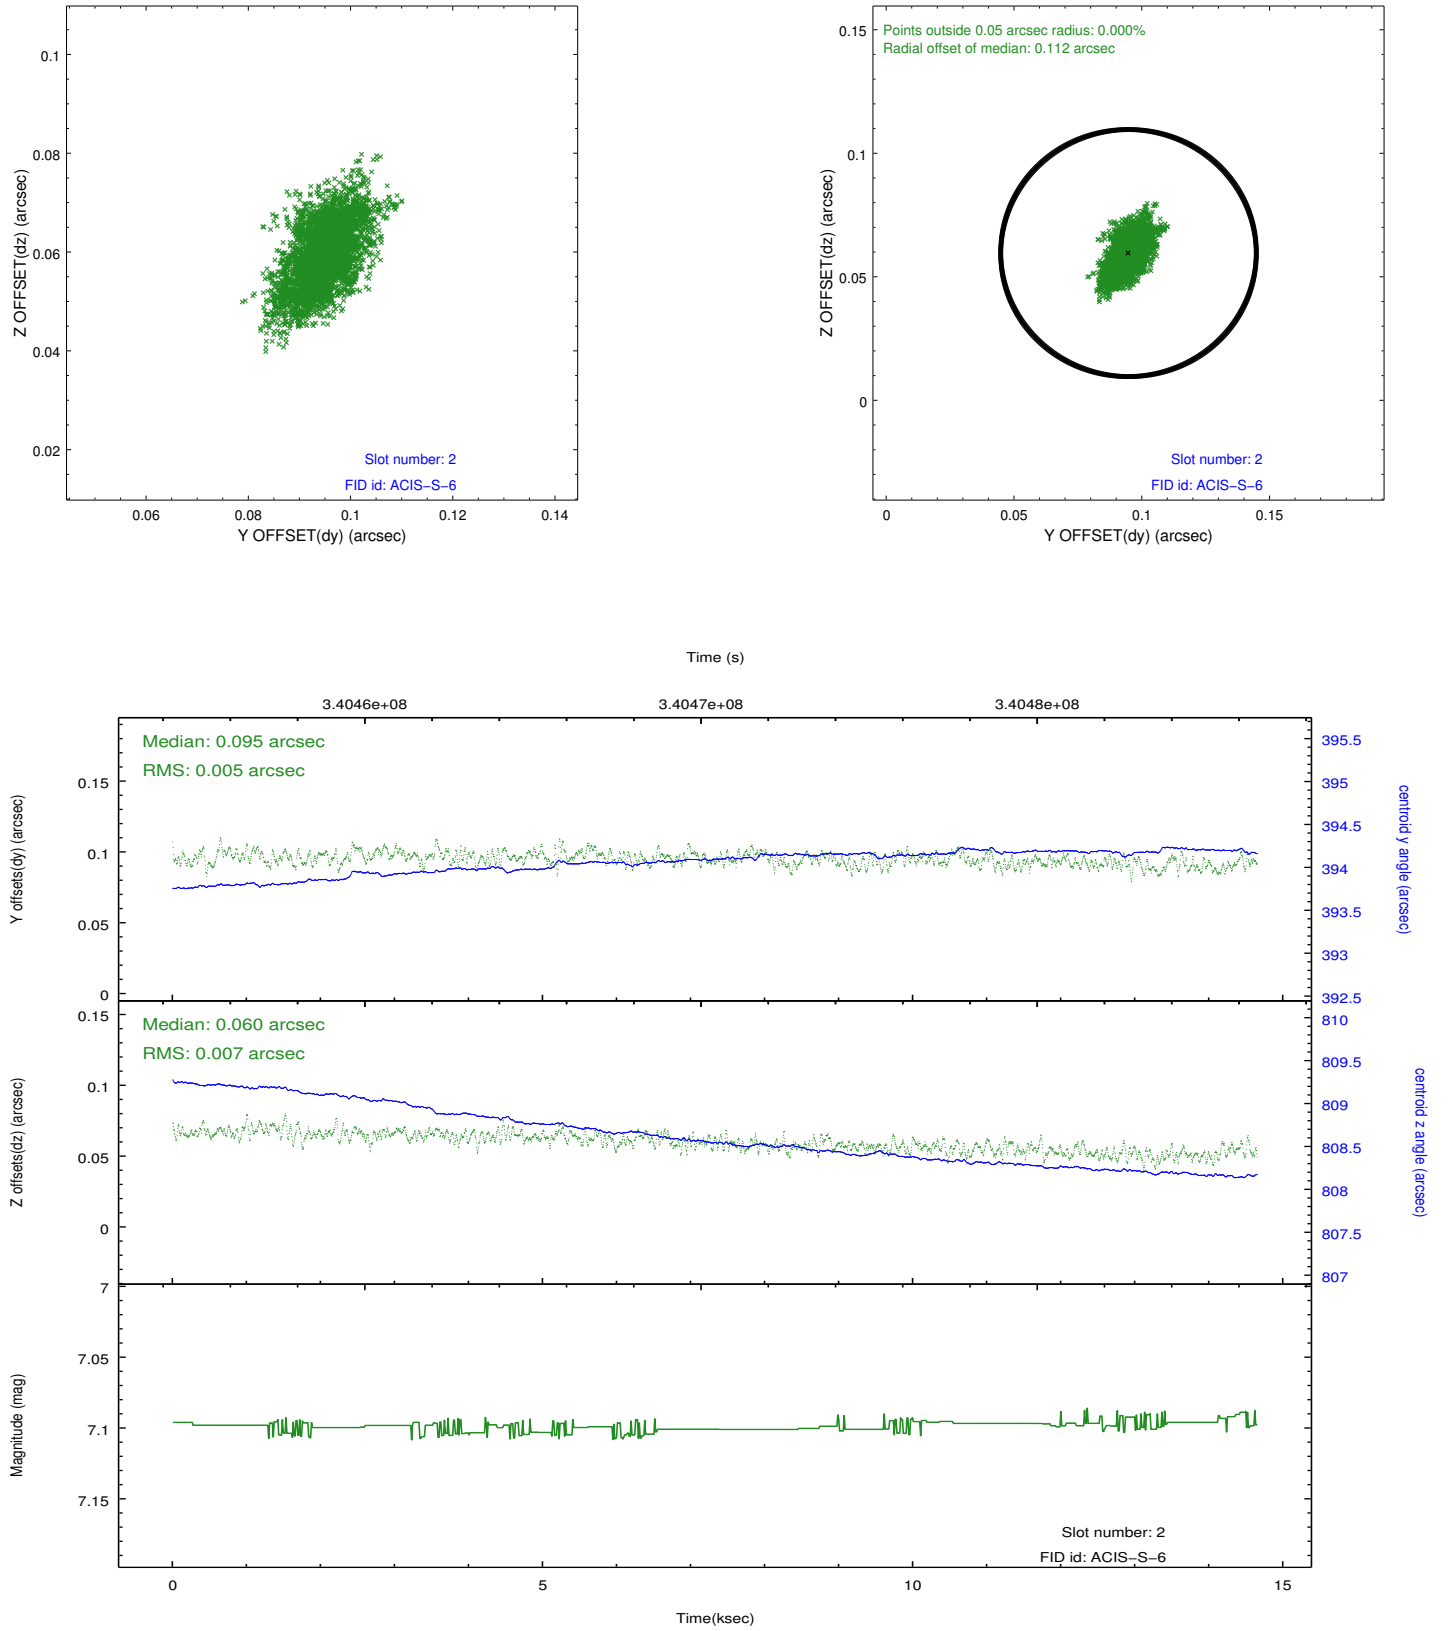 0.1
0.08
0.06
0.04
0.02
Z OFFSET(dz) (arcsec)
Slot number: 2
FID id: ACIS−S−6
0.06
0.08
0.1
0.12
0.14
Y OFFSET(dy) (arcsec)
Points outside 0.05 arcsec radius: 0.000%
Radial offset of median: 0.112 arcsec
0.15
0.1
0.05
0
Z OFFSET(dz) (arcsec)
Slot number: 2
FID id: ACIS−S−6
0
0.05
0.1
0.15
Y OFFSET(dy) (arcsec)
Time (s)
3.4046e+08
3.4047e+08
3.4048e+08
Median: 0.095 arcsec
RMS: 0.005 arcsec
0.15
0.1
0.05
0
Y offsets(dy) (arcsec)
395.5
395
394.5
394
393.5
393
392.5
centroid y angle (arcsec)
Median: 0.060 arcsec
RMS: 0.007 arcsec
0.15
0.1
0.05
0
Z offsets(dz) (arcsec)
810
809.5
809
808.5
808
807.5
807
centroid z angle (arcsec)
7
7.05
7.1
7.15
Magnitude (mag)
Slot number: 2
FID id: ACIS−S−6
0
5
10
15
Time(ksec)